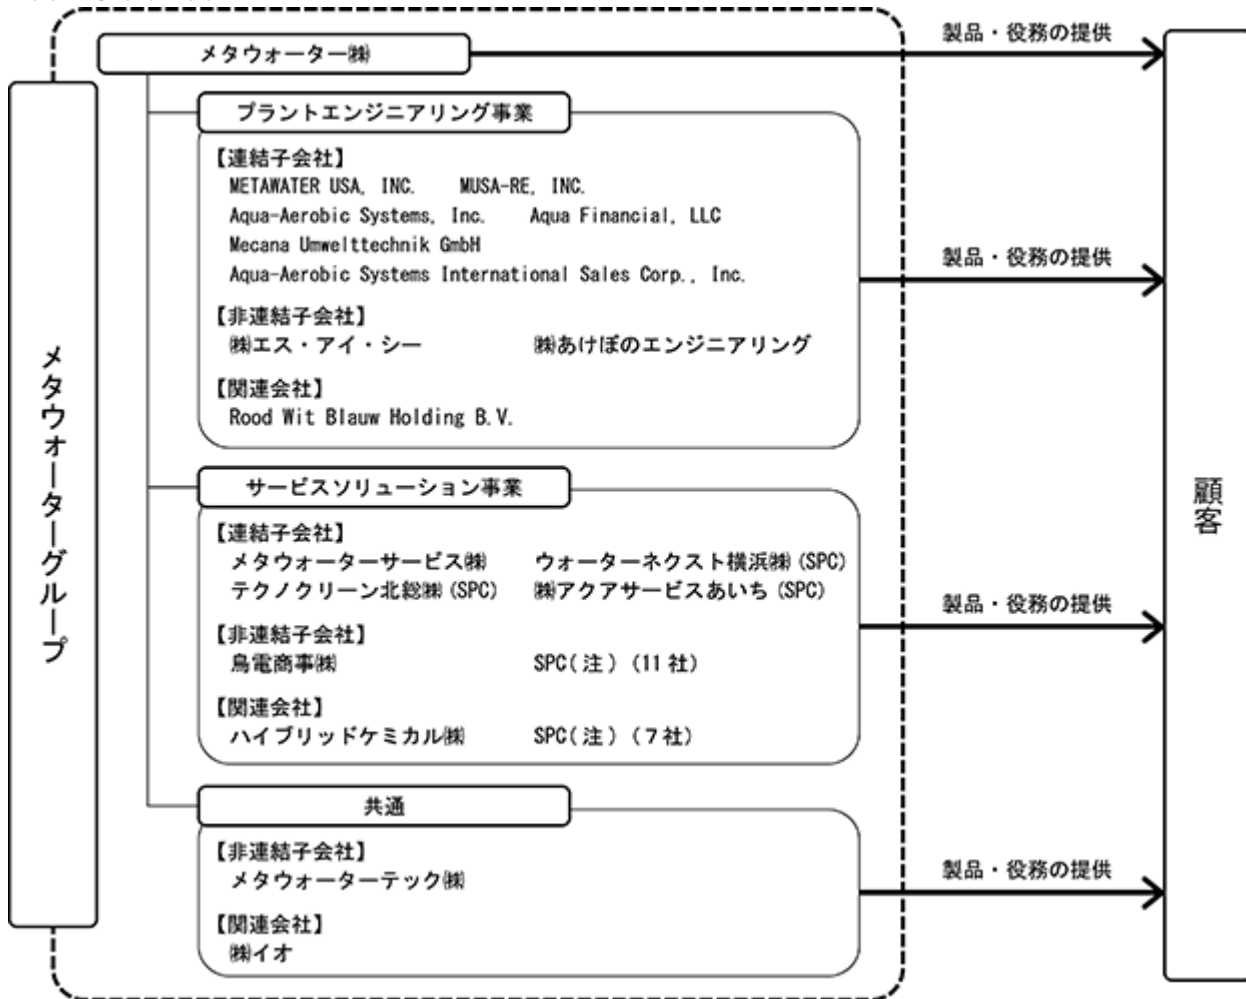 メタウォーターグループ
メタウォーター㈱
製品・役務の提供
プラントエンジニアリング事業
【連結子会社】
METAWATER USA, INC. MUSA-RE, INC.
Aqua-Aerobic Systems, Inc. Aqua Financial, LLC
Mecana Umwelttechnik GmbH
Aqua-Aerobic Systems International Sales Corp., Inc.
【非連結子会社】
㈱エス・アイ・シー ㈱あけぼのエンジニアリング
【関連会社】
Rood Wit Blauw Holding B.V.
製品・役務の提供
サービスソリューション事業
【連結子会社】
メタウォーターサービス㈱ ウォーターネクスト横浜㈱ (SPC)
テクノクリーン北総㈱ (SPC) ㈱アクアサービスあいち (SPC)
【非連結子会社】
鳥電商事㈱ SPC(注) (11社)
【関連会社】
ハイブリッドケミカル㈱ SPC(注) (7社)
製品・役務の提供
共通
【非連結子会社】
メタウォーターテック㈱
【関連会社】
㈱イオ
製品・役務の提供
顧客